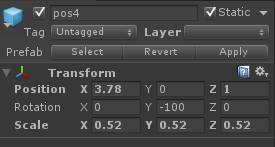 pos4 Static
Tag Untagged Layer
Prefab Select Revert Apply
Transform
Position X 3.78 Y 0 Z 1
Rotation X 0 Y -100 Z 0
Scale X 0.52 Y 0.52 Z 0.52